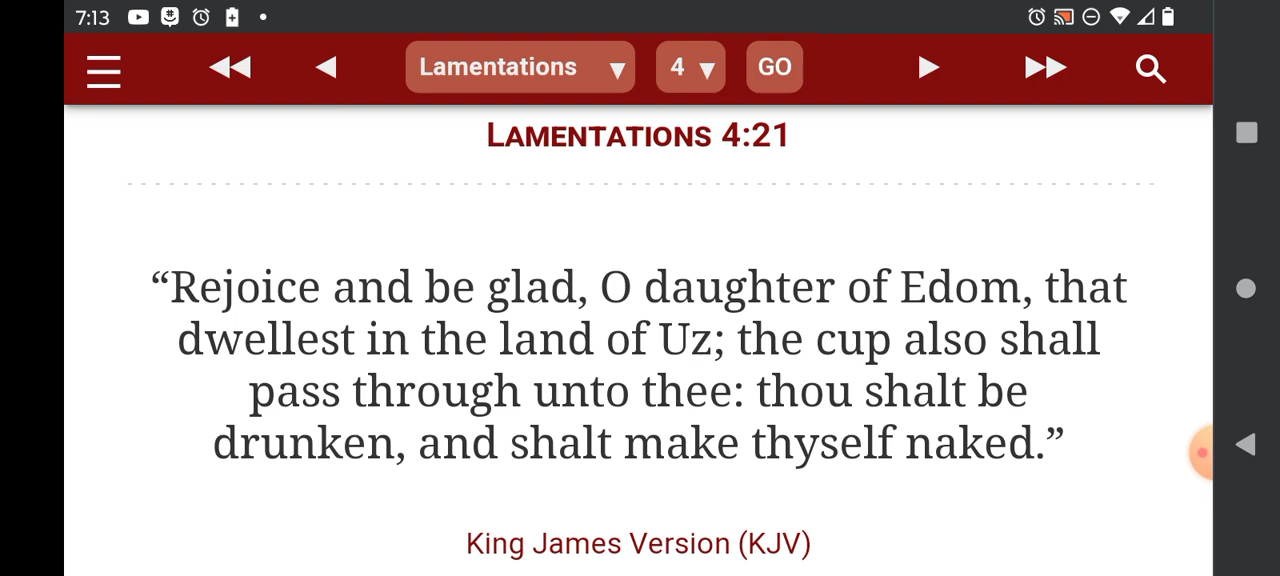 7:13
Lamentations 4 GO
LAMENTATIONS 4:21
“Rejoice and be glad, O daughter of Edom, that
dwellest in the land of Uz; the cup also shall
pass through unto thee: thou shalt be
drunken, and shalt make thyself naked.”
King James Version (KJV)